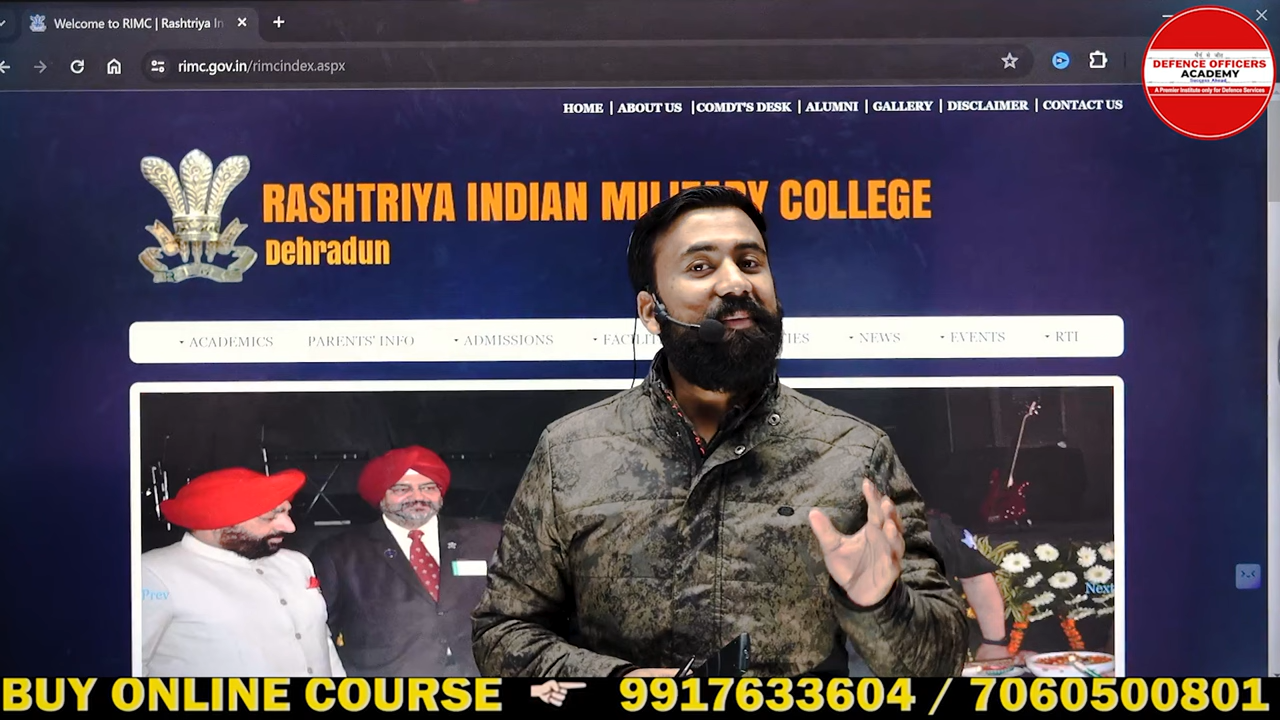 Welcome to RIMC | Rashtriya In
rimc.gov.in/rimcindex.aspx
DEFENCE OFFICERS
ACADEMY
A Premier Institute only for Defence Services
HOME | ABOUT US | COMDT'S DESK | ALUMNI | GALLERY | DISCLAIMER | CONTACT US
RASHTRIYA INDIAN MILITARY COLLEGE
Dehradun
ACADEMICS PARENTS' INFO ADMISSIONS FACILI IES NEWS EVENTS RTI
Prev
Next
BUY ONLINE COURSE 9917633604 / 7060500801